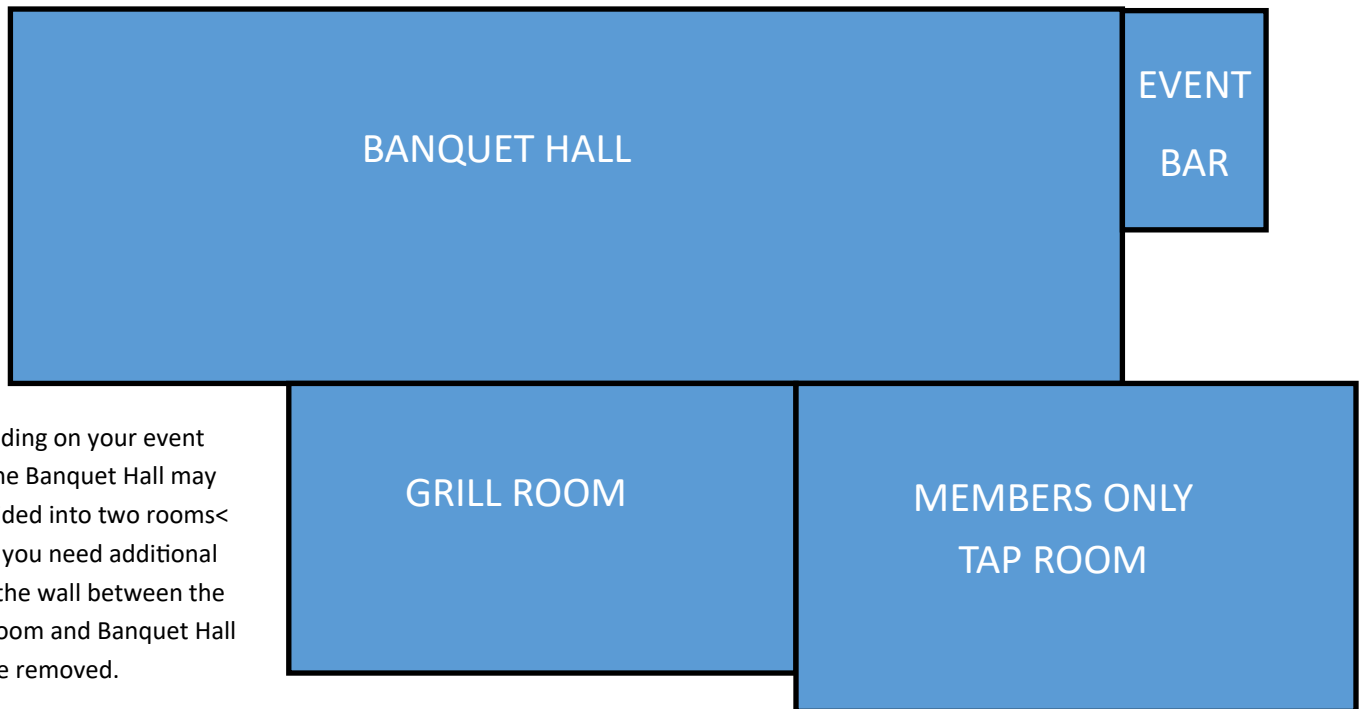 BANQUET HALL
EVENT
BAR
GRILL ROOM
MEMBERS ONLY
TAP ROOM
ding on your event
he Banquet Hall may
ded into two rooms<
you need additional
the wall between the
oom and Banquet Hall
e removed.